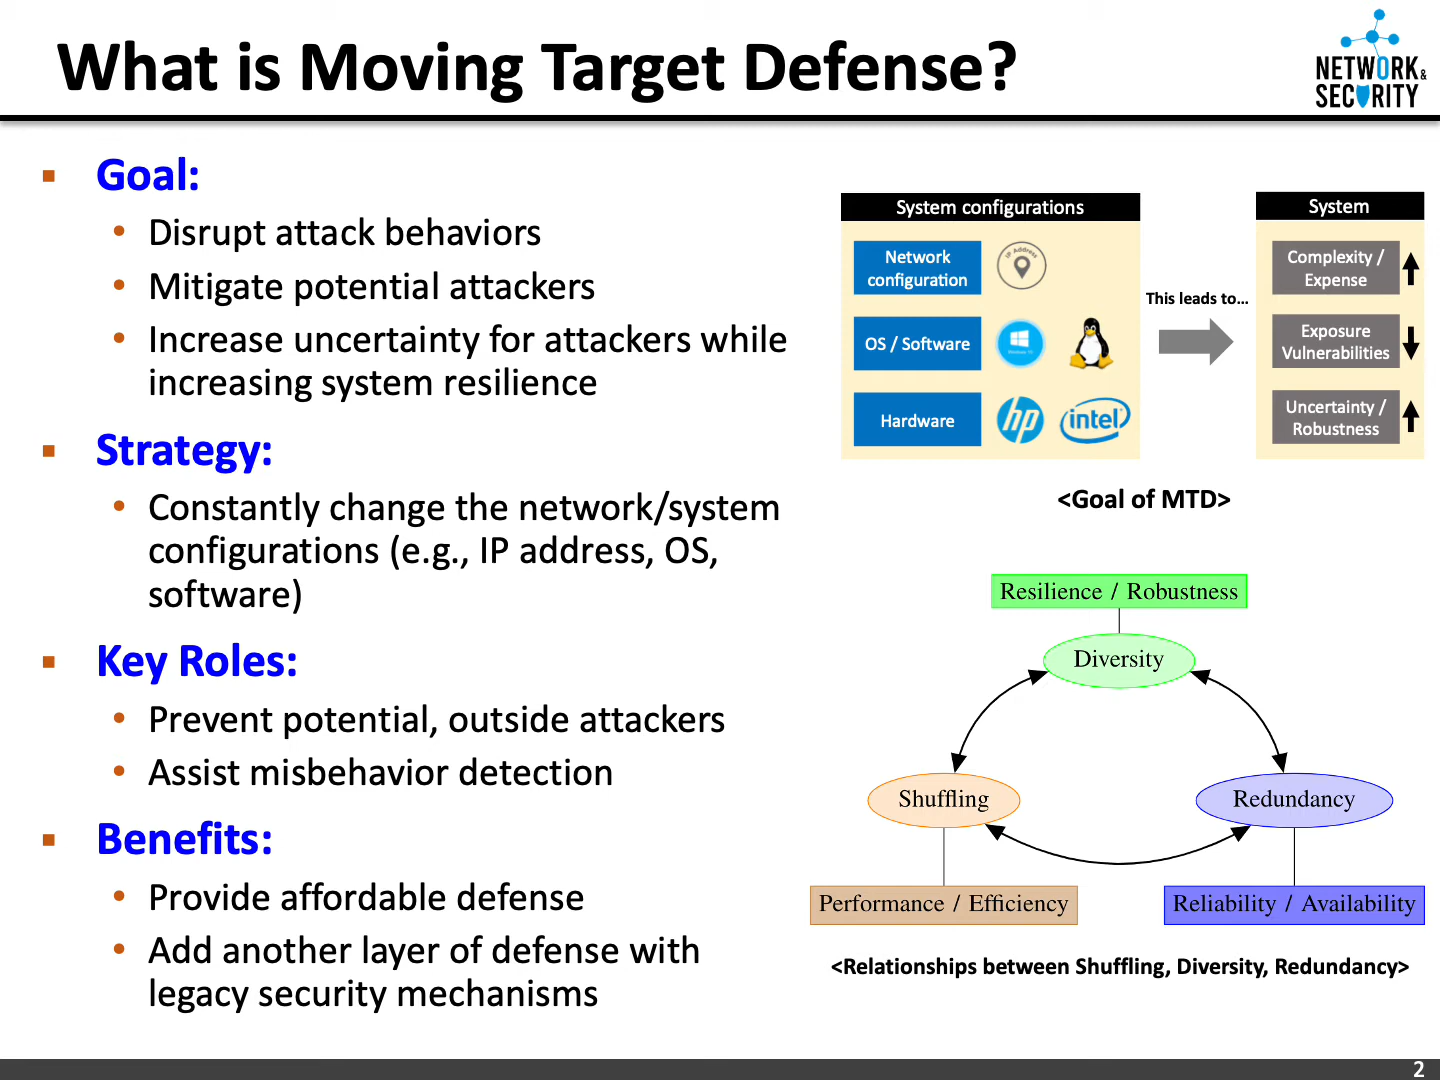 What is Moving Target Defense?
NETWORK &
SECURITY
Goal:
Disrupt attack behaviors
Mitigate potential attackers
Increase uncertainty for attackers while
increasing system resilience
Strategy:
Constantly change the network/system
configurations (e.g., IP address, OS,
software)
Key Roles:
Prevent potential, outside attackers
Assist misbehavior detection
Benefits:
Provide affordable defense
Add another layer of defense with
legacy security mechanisms
System configurations
Network
configuration
IP Address
OS / Software
Hardware
hp
intel
This leads to...
System
Complexity /
Expense
Exposure
Vulnerabilities
Uncertainty /
Robustness
<Goal of MTD>
Resilience / Robustness
Diversity
Shuffling
Redundancy
Performance / Efficiency
Reliability / Availability
<Relationships between Shuffling, Diversity, Redundancy>
2